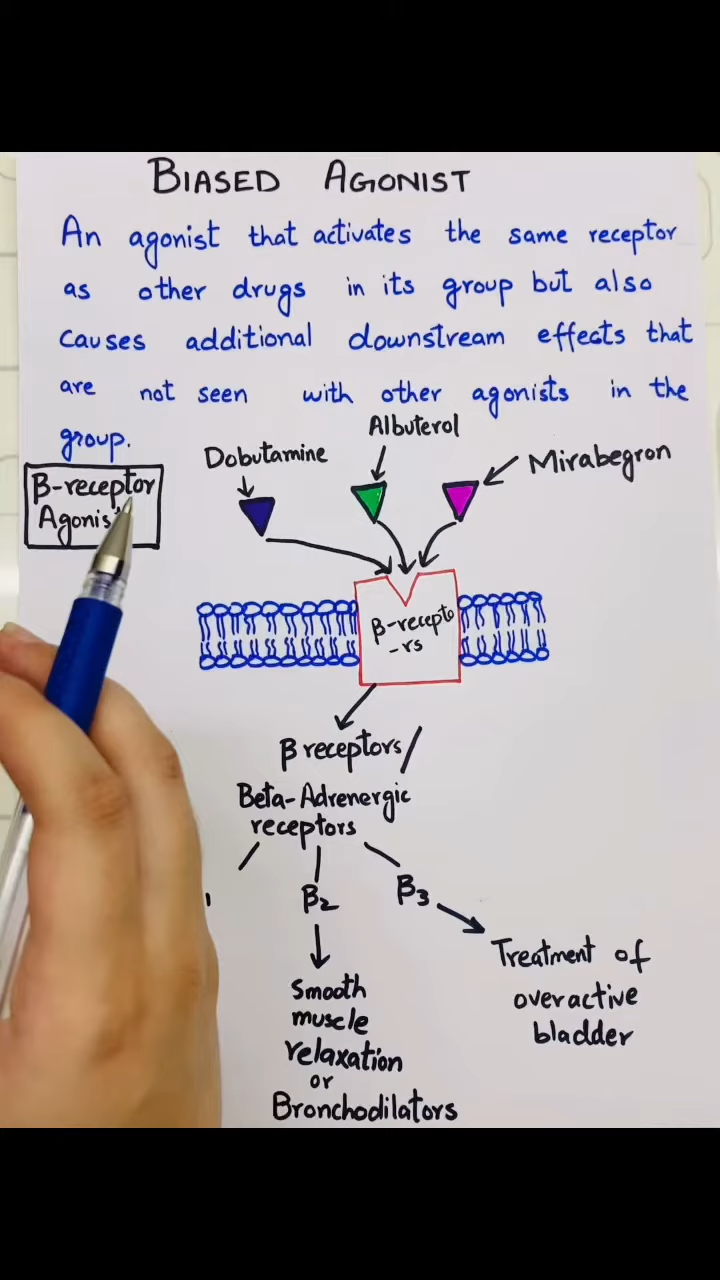 BIASED AGONIST
An agonist that activates the same receptor
as other drugs in its group but also
causes additional downstream effects that
are not seen with other agonists in the
group.
Albuterol
Dobutamine
Mirabegron
β-receptor
Agonis
β-recepto
-rs
β receptors/
Beta-Adrenergic
receptors
β2
β3
Smooth
muscle
relaxation
or
Bronchodilators
Treatment of
overactive
bladder